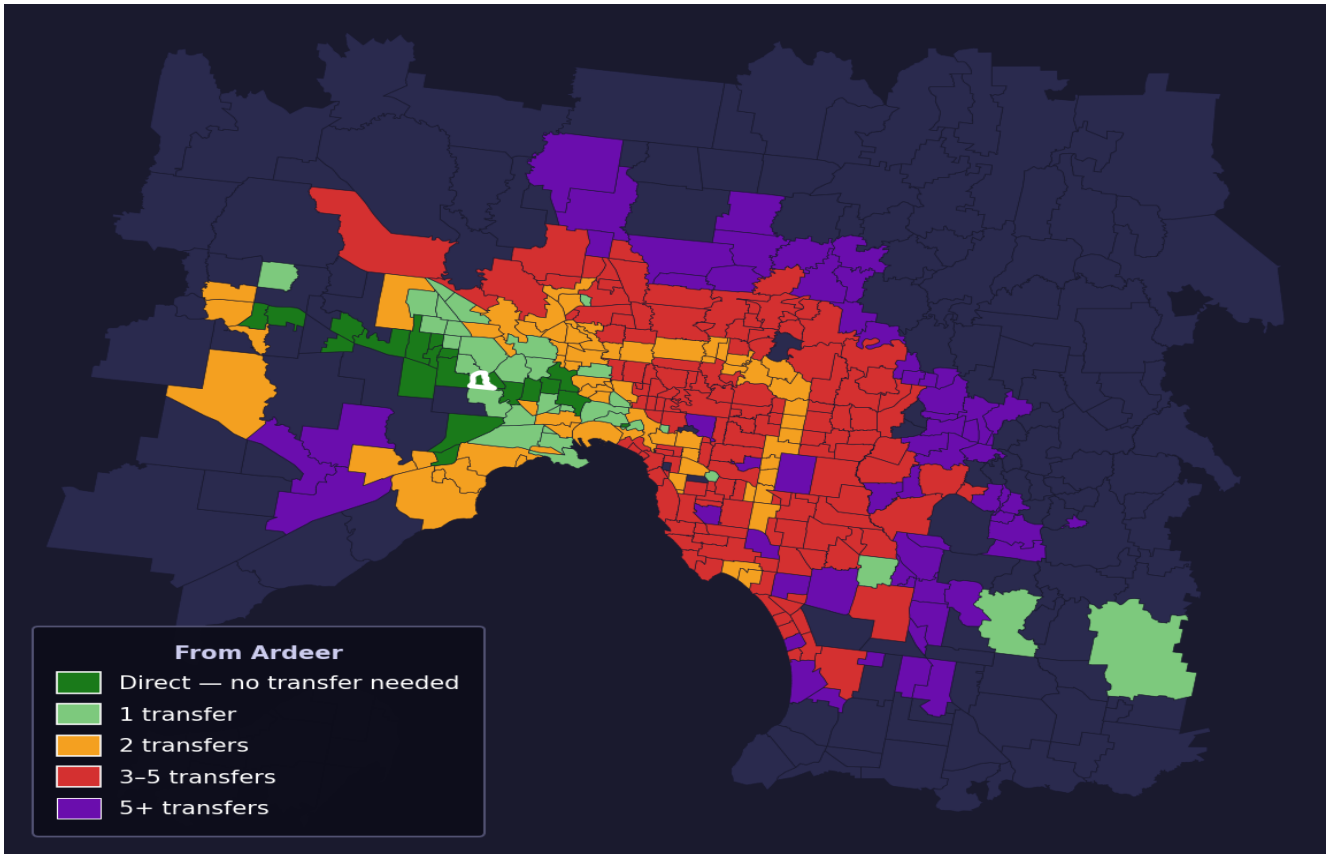 From Ardeer
Direct — no transfer needed
1 transfer
2 transfers
3–5 transfers
5+ transfers